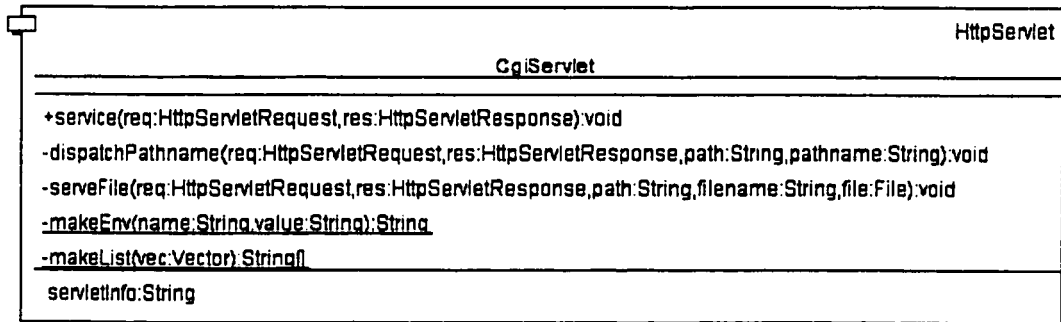 HttpServlet
CgiServlet
+service(req:HttpServletRequest,res:HttpServletResponse):void
-dispatchPathname(req:HttpServletRequest,res:HttpServletResponse,path:String,pathname:String):void
-serveFile(req:HttpServletRequest,res:HttpServletResponse,path:String,filename:String,file:File):void
-makeEnv(name:String,value:String):String
-makeList(vec:Vector):String[]
servletInfo:String